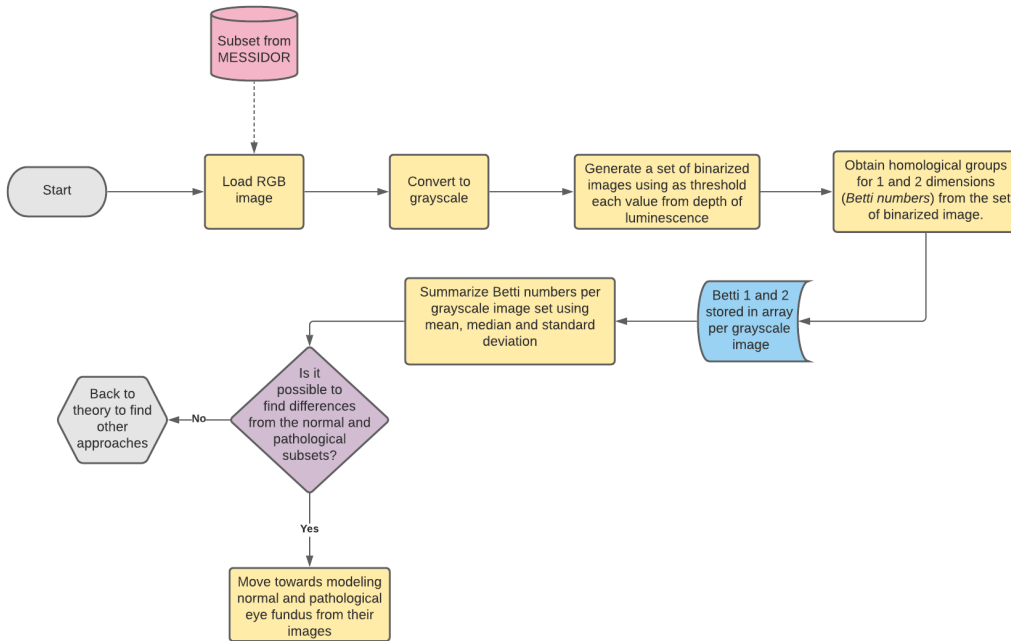 Subset from
MESSIDOR
Start
Load RGB
image
Convert to
grayscale
Generate a set of binarized
images using as threshold
each value from depth of
luminescence
Obtain homological groups
for 1 and 2 dimensions
(Betti numbers) from the set
of binarized image.
Betti 1 and 2
stored in array
per grayscale
image
Summarize Betti numbers per
grayscale image set using
mean, median and standard
deviation
Is it
possible to
find differences
from the normal and
pathological
subsets?
No
Back to
theory to find
other
approaches
Yes
Move towards modeling
normal and pathological
eye fundus from their
images